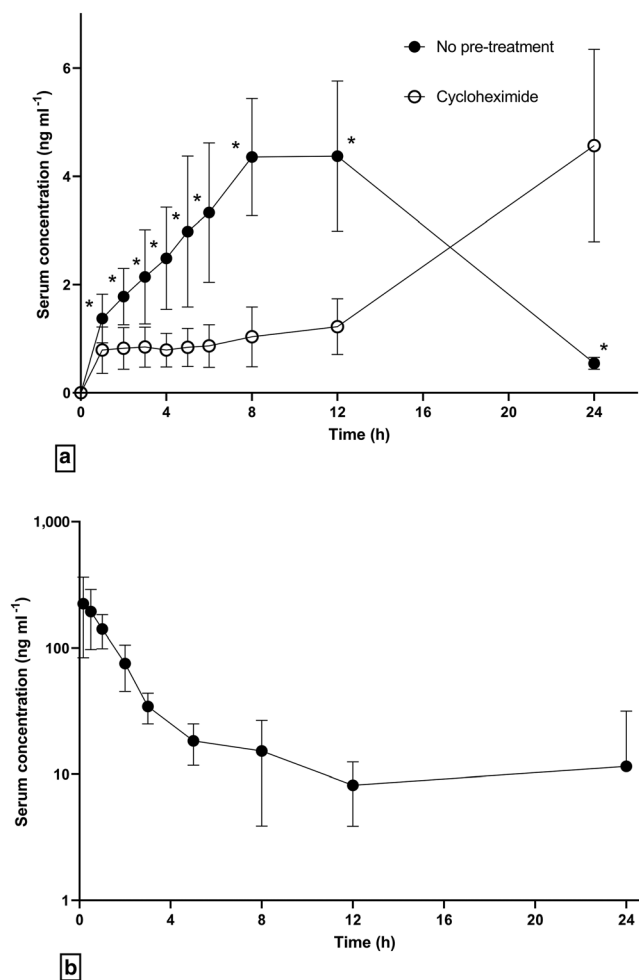 No pre-treatment
Cycloheximide
Serum concentration (ng ml⁻¹)
6
4
2
0
*
*
*
*
*
*
*
*
*
0 4 8 12 16 20 24
Time (h)
a
Serum concentration (ng ml⁻¹)
1,000
100
10
1
0 4 8 12 16 20 24
Time (h)
b